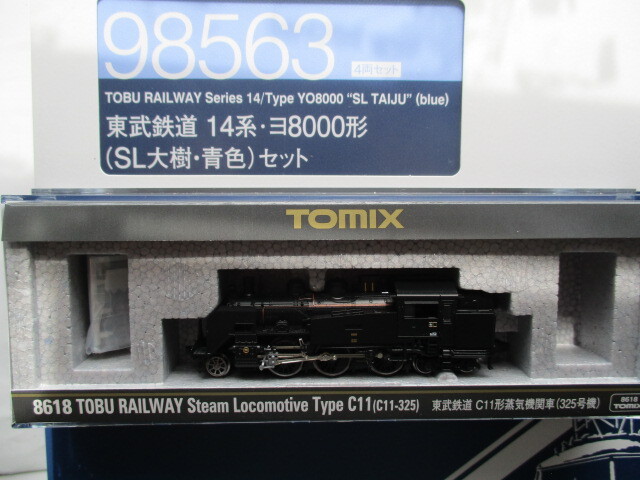 98563 4両セット
TOBU RAILWAY Series 14/Type YO8000 "SL TAIJU" (blue)
東武鉄道 14系・ヨ8000形
(SL大樹・青色)セット
TOMIX
8618 TOBU RAILWAY Steam Locomotive Type C11(C11-325) 東武鉄道 C11形蒸気機関車(325号機)
8618
TOMIX